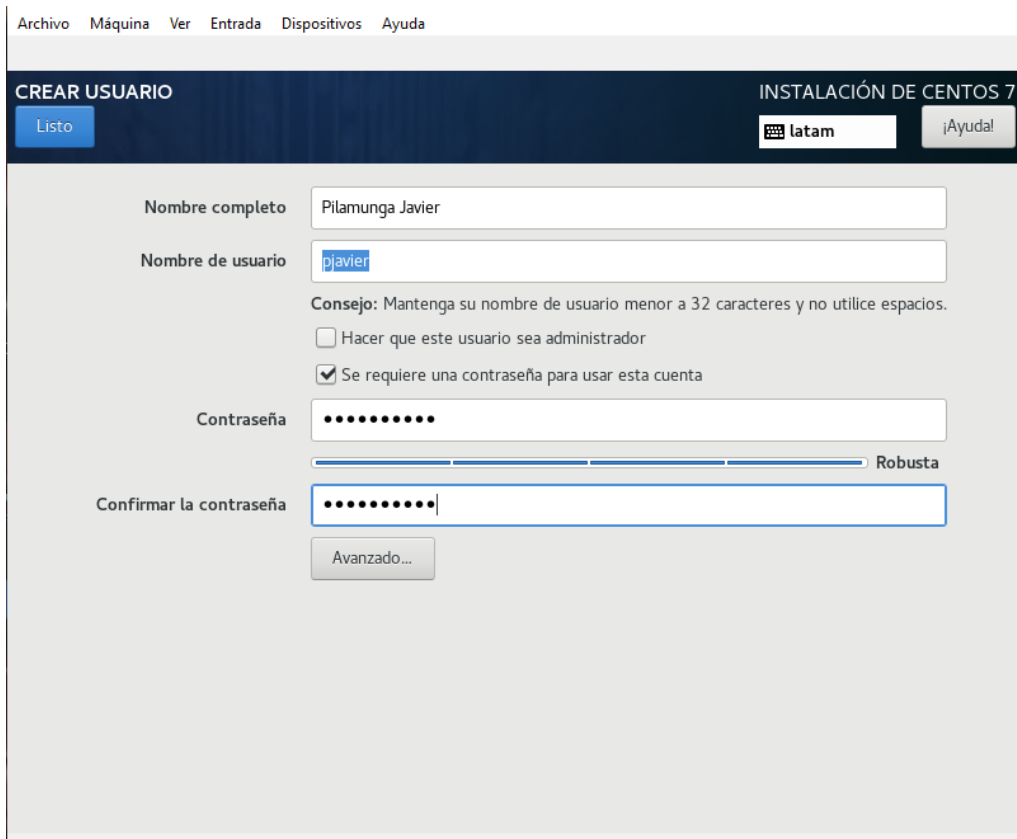 Archivo Máquina Ver Entrada Dispositivos Ayuda
CREAR USUARIO
INSTALACIÓN DE CENTOS 7
Listo
latam
¡Ayuda!
Nombre completo
Pilamunga Javier
Nombre de usuario
pjavier
Consejo: Mantenga su nombre de usuario menor a 32 caracteres y no utilice espacios.
Hacer que este usuario sea administrador
Se requiere una contraseña para usar esta cuenta
Contraseña
●●●●●●●●●●
Robusta
Confirmar la contraseña
●●●●●●●●●●
Avanzado...